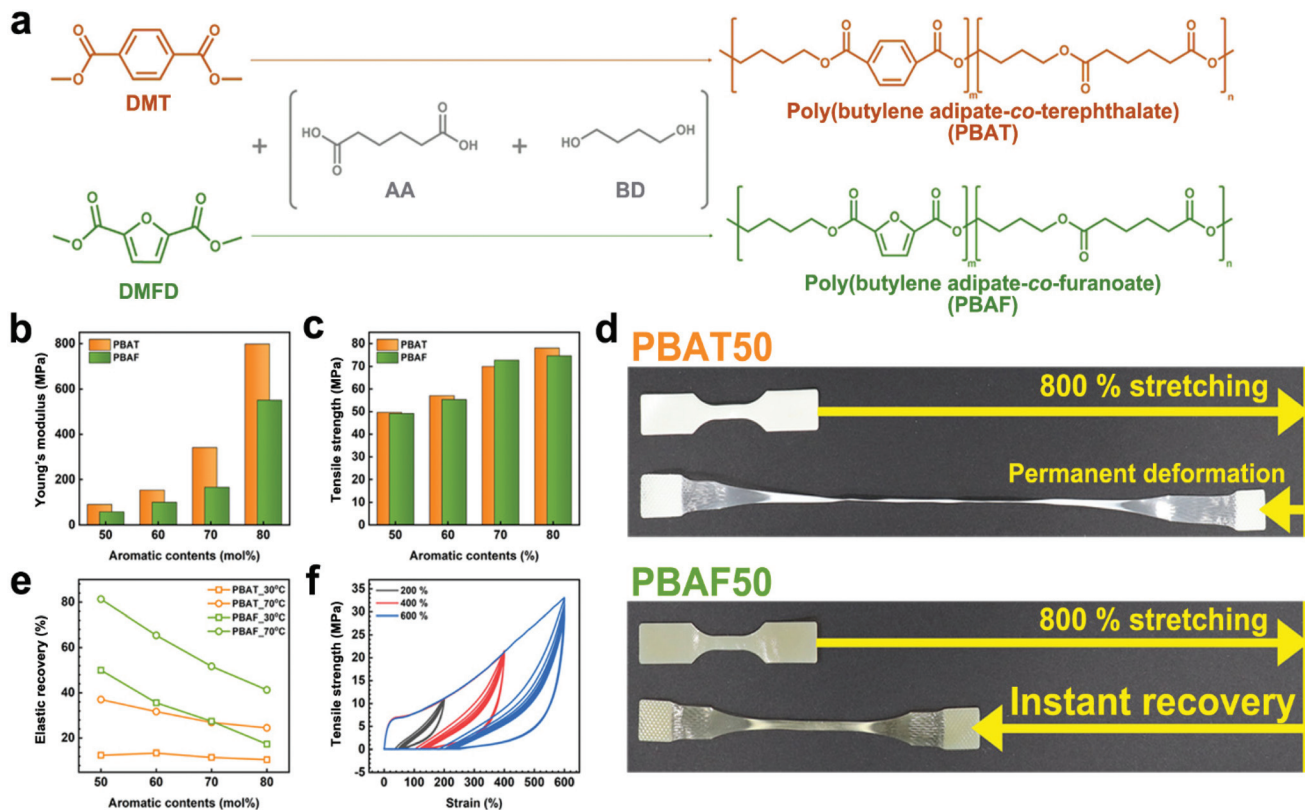 a
O
O
O
O
DMT
O
O
O
O
m
O
O
O
O
n
Poly(butylene adipate-co-terephthalate)
(PBAT)
+
HO
O
O
OH
AA
+
HO
OH
BD
O
O
O
O
O
DMFD
O
O
O
O
O
m
O
O
O
O
n
Poly(butylene adipate-co-furanoate)
(PBAF)
b
Young's modulus (MPa)
800
600
400
200
0
PBAT
PBAF
50 60 70 80
Aromatic contents (mol%)
c
Tensile strength (MPa)
80
70
60
50
40
30
20
10
0
PBAT
PBAF
50 60 70 80
Aromatic contents (%)
d
PBAT50
800 % stretching
Permanent deformation
PBAF50
800 % stretching
Instant recovery
e
Elastic recovery (%)
80
60
40
20
PBAT_30°C
PBAT_70°C
PBAF_30°C
PBAF_70°C
50 60 70 80
Aromatic contents (mol%)
f
Tensile strength (MPa)
35
30
25
20
15
10
5
0
-5
200 %
400 %
600 %
0 100 200 300 400 500 600
Strain (%)